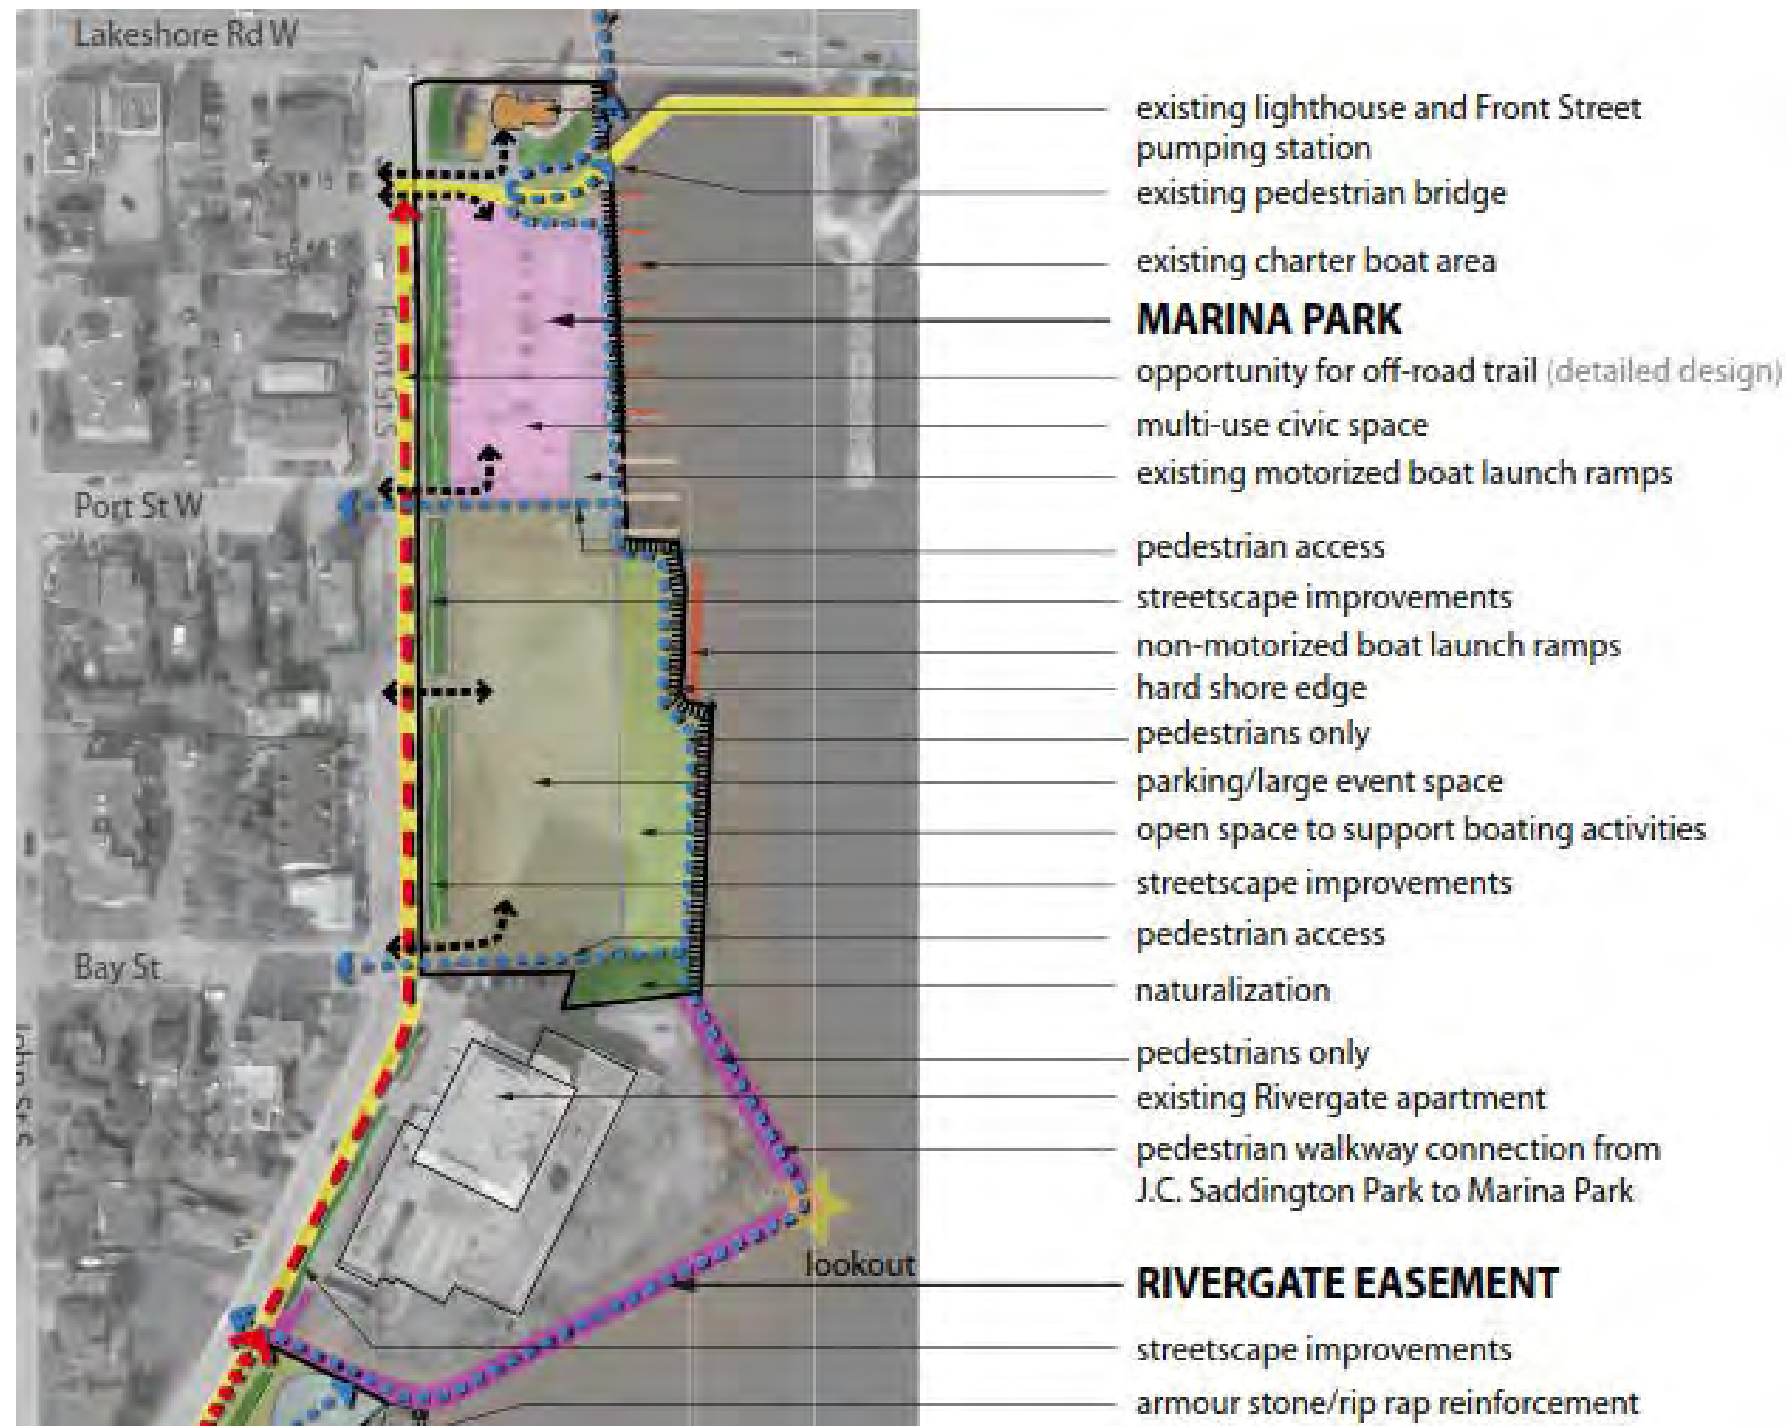 Lakeshore Rd W
existing lighthouse and Front Street
pumping station
existing pedestrian bridge
existing charter boat area
MARINA PARK
opportunity for off-road trail (detailed design)
Front St S
multi-use civic space
existing motorized boat launch ramps
Port St W
pedestrian access
streetscape improvements
non-motorized boat launch ramps
hard shore edge
pedestrians only
parking/large event space
open space to support boating activities
streetscape improvements
pedestrian access
Bay St
naturalization
John St S
pedestrians only
existing Rivergate apartment
pedestrian walkway connection from
J.C. Saddington Park to Marina Park
lookout
RIVERGATE EASEMENT
streetscape improvements
armour stone/rip rap reinforcement